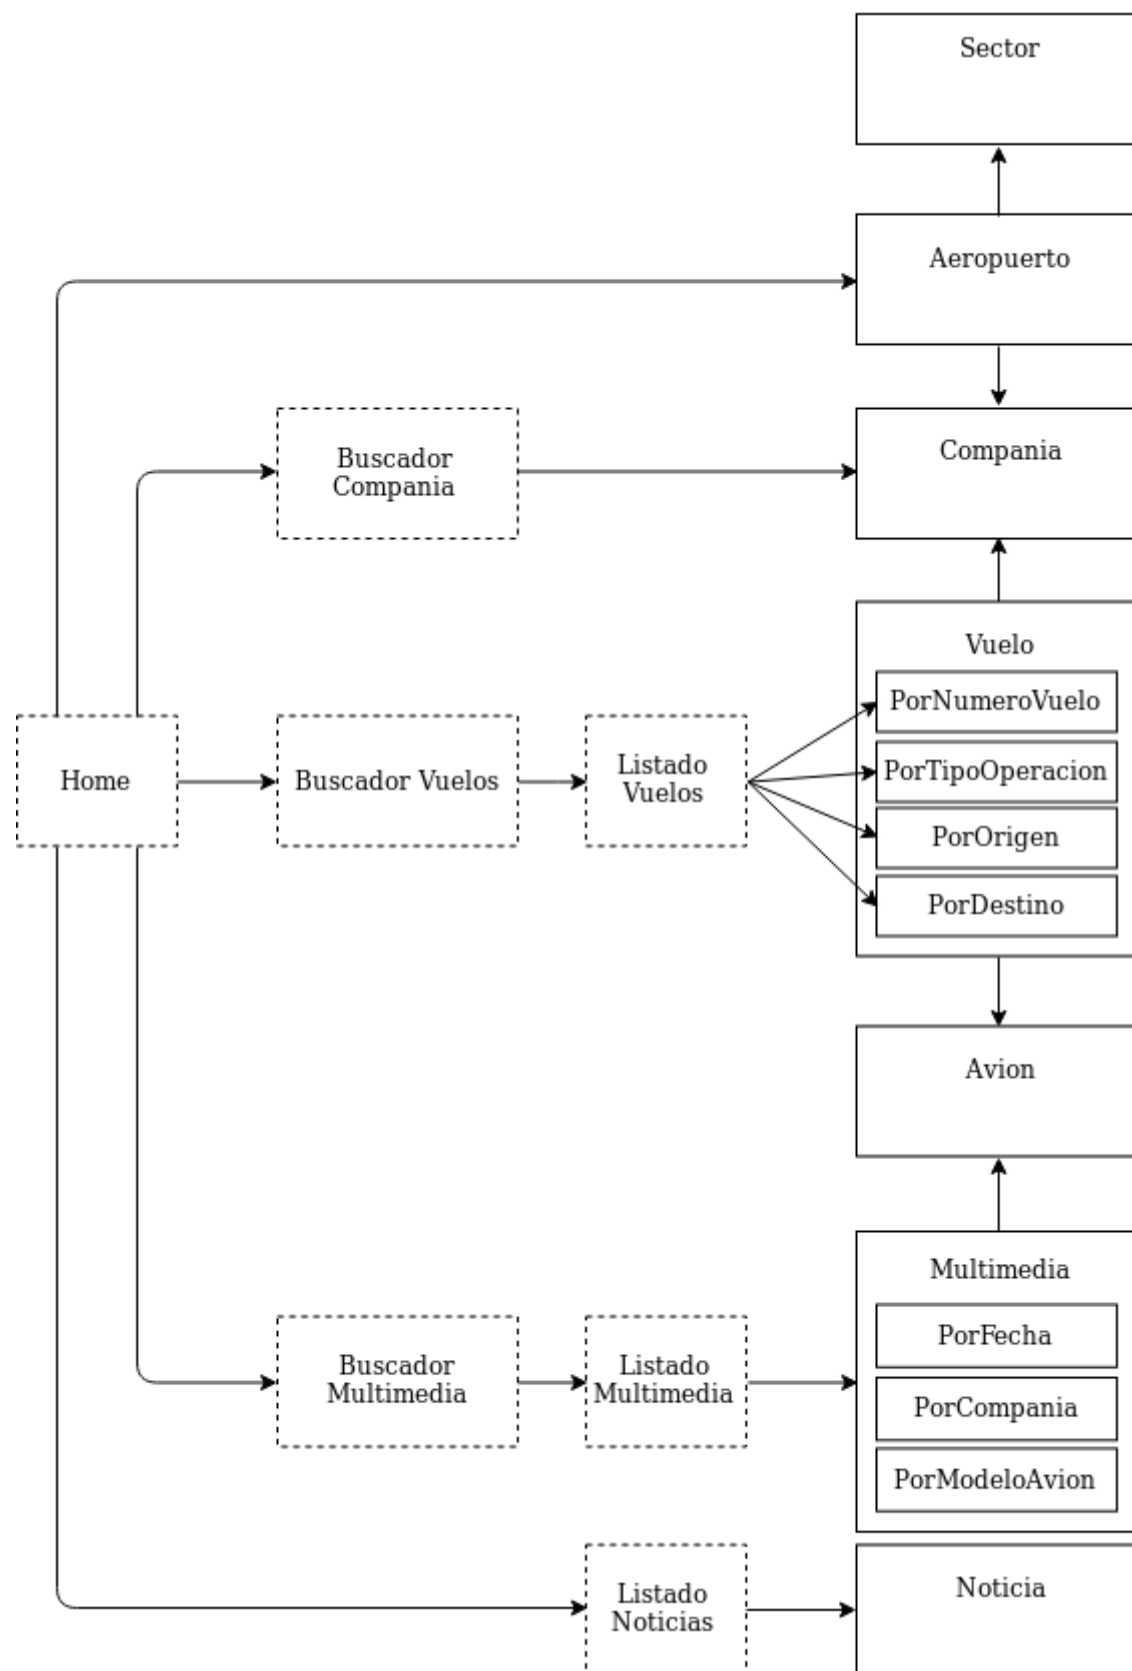 Sector
Aeropuerto
Compania
Buscador
Compania
Vuelo
PorNumeroVuelo
PorTipoOperacion
PorOrigen
PorDestino
Home
Buscador Vuelos
Listado
Vuelos
Avion
Multimedia
PorFecha
PorCompania
PorModeloAvion
Buscador
Multimedia
Listado
Multimedia
Listado
Noticias
Noticia